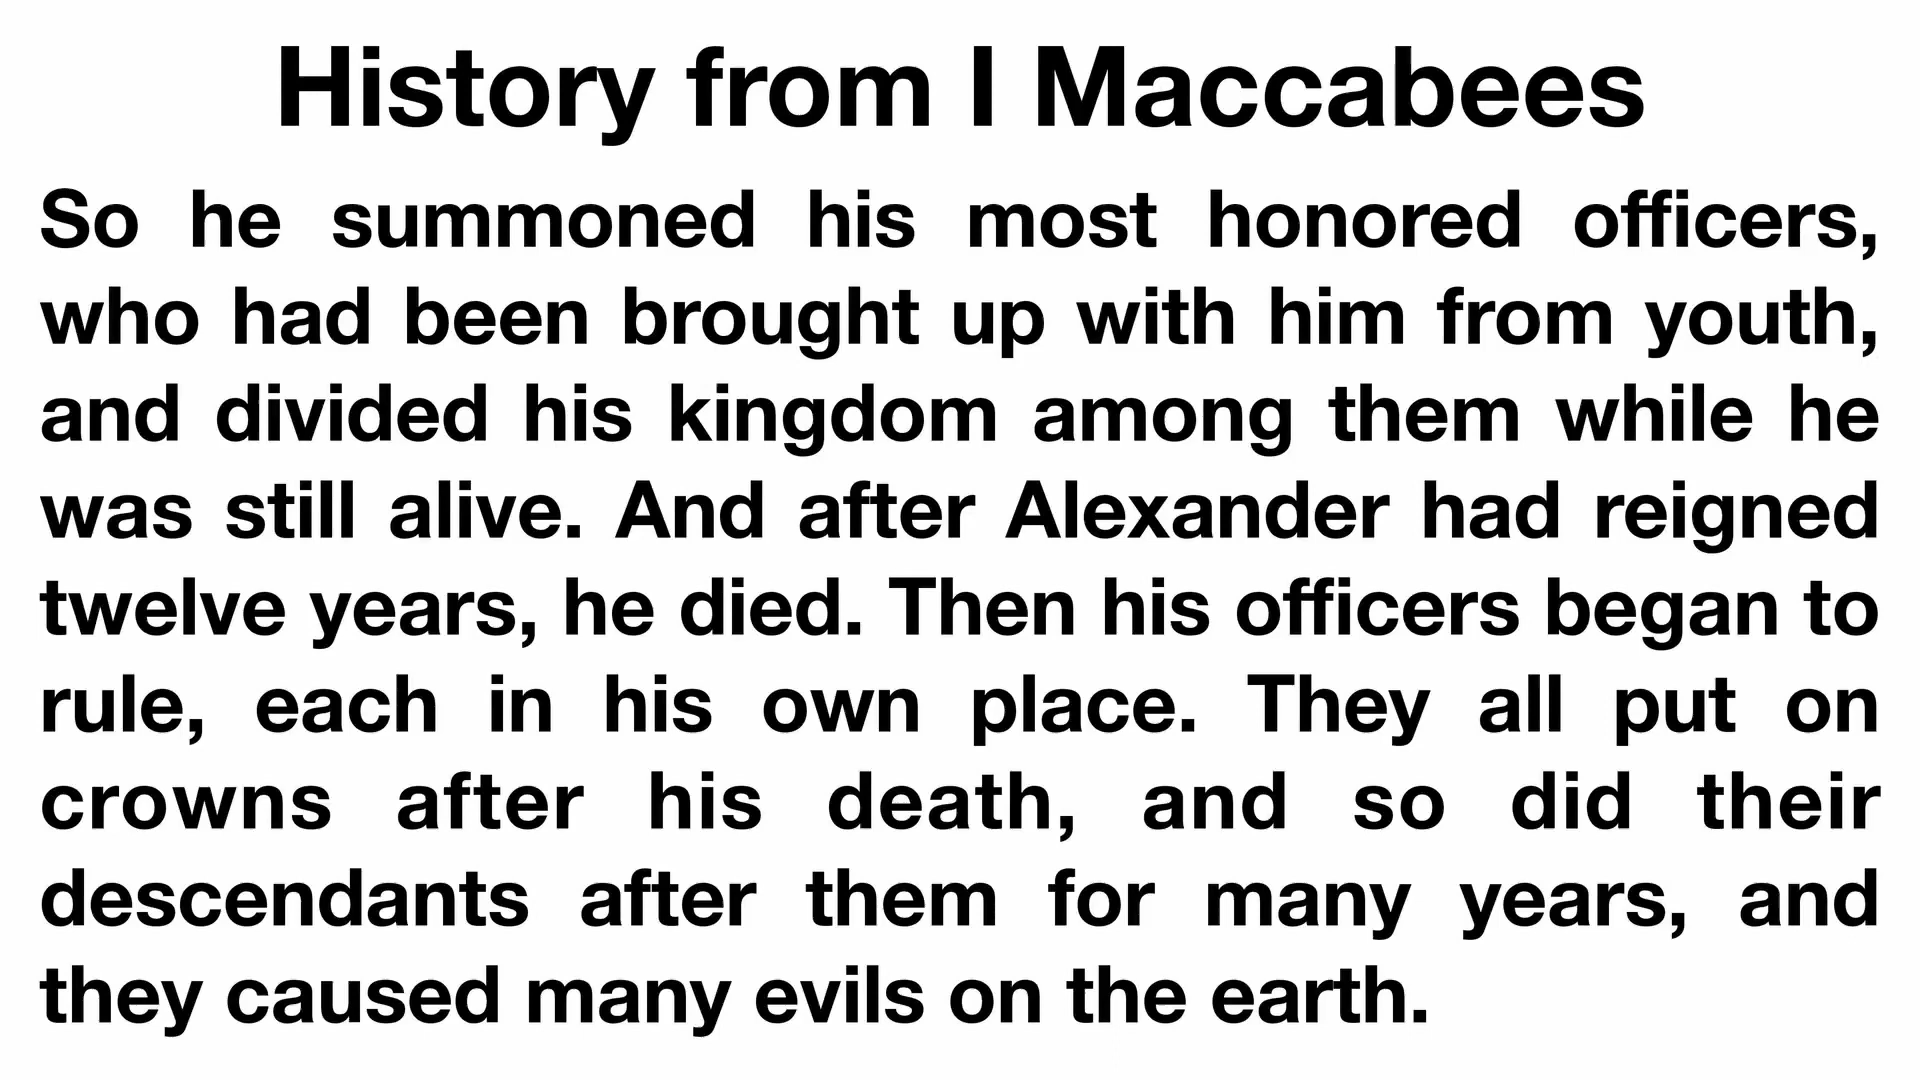 History from I Maccabees
So he summoned his most honored officers,
who had been brought up with him from youth,
and divided his kingdom among them while he
was still alive. And after Alexander had reigned
twelve years, he died. Then his officers began to
rule, each in his own place. They all put on
crowns after his death, and so did their
descendants after them for many years, and
they caused many evils on the earth.